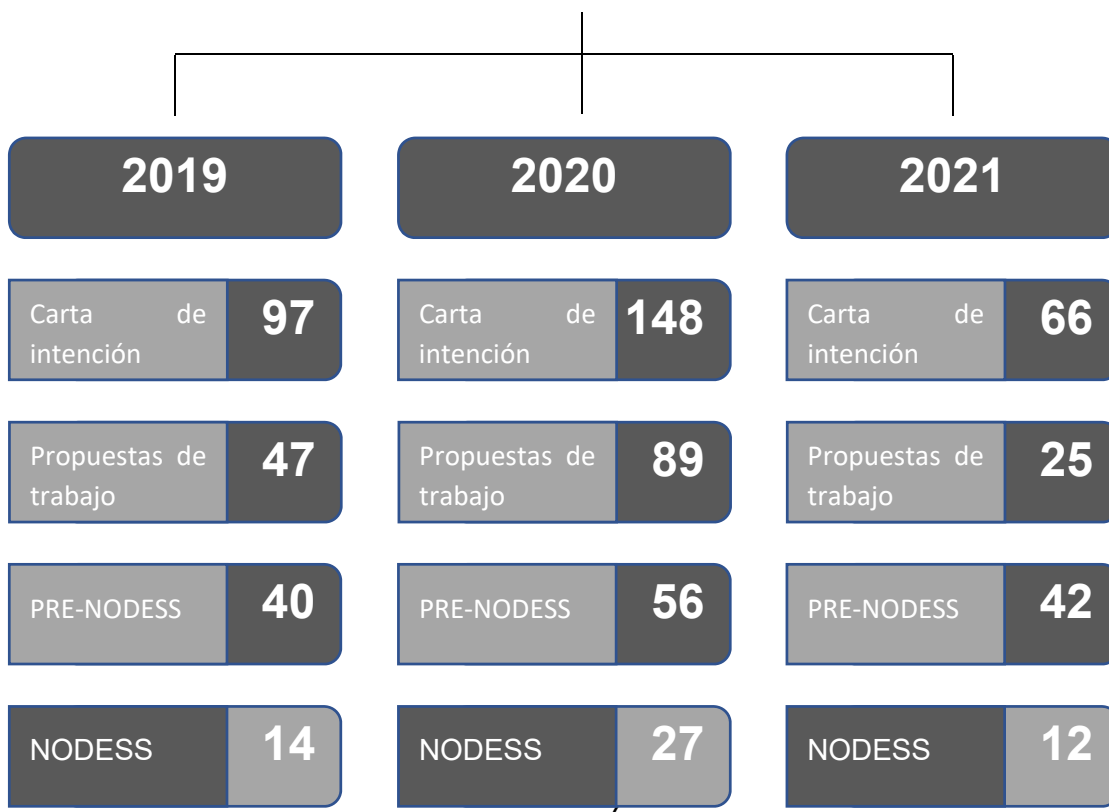 2019
Carta de
intención
97
Propuestas de
trabajo
47
PRE-NODESS
40
NODESS
14
2020
Carta de
intención
148
Propuestas de
trabajo
89
PRE-NODESS
56
NODESS
27
2021
Carta de
intención
66
Propuestas de
trabajo
25
PRE-NODESS
42
NODESS
12